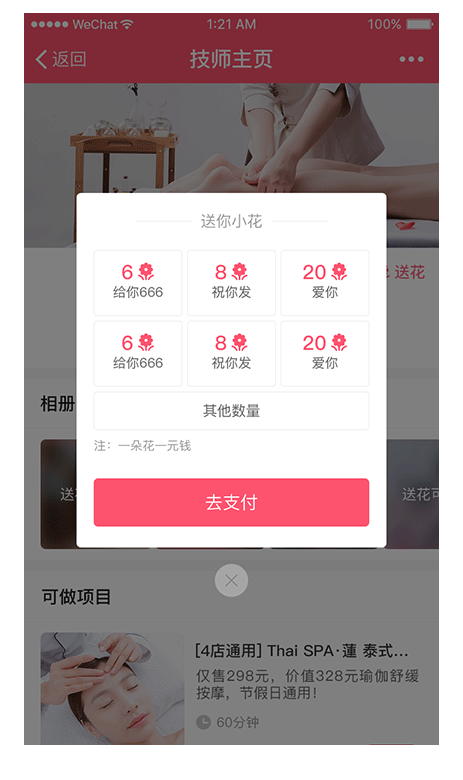 WeChat 1:21 AM 100%
返回 技师主页
送你小花
6 8 20
给你666 祝你发 爱你
送花
6 8 20
给你666 祝你发 爱你
相册
其他数量
注：一朵花一元钱
送花可
去支付
可做项目
[4店通用] Thai SPA·蓮 泰式...
仅售298元，价值328元瑜伽舒缓
按摩，节假日通用！
60分钟